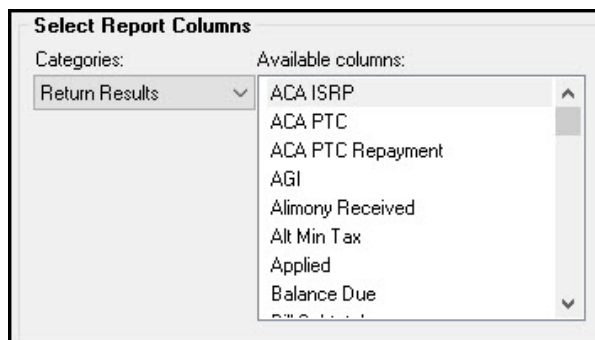 Select Report Columns
Categories:
Available columns:
Return Results
ACA ISRP
ACA PTC
ACA PTC Repayment
AGI
Alimony Received
Alt Min Tax
Applied
Balance Due